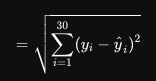 = \sqrt{\sum_{i=1}^{30} (y_i - \hat{y}_i)^2}